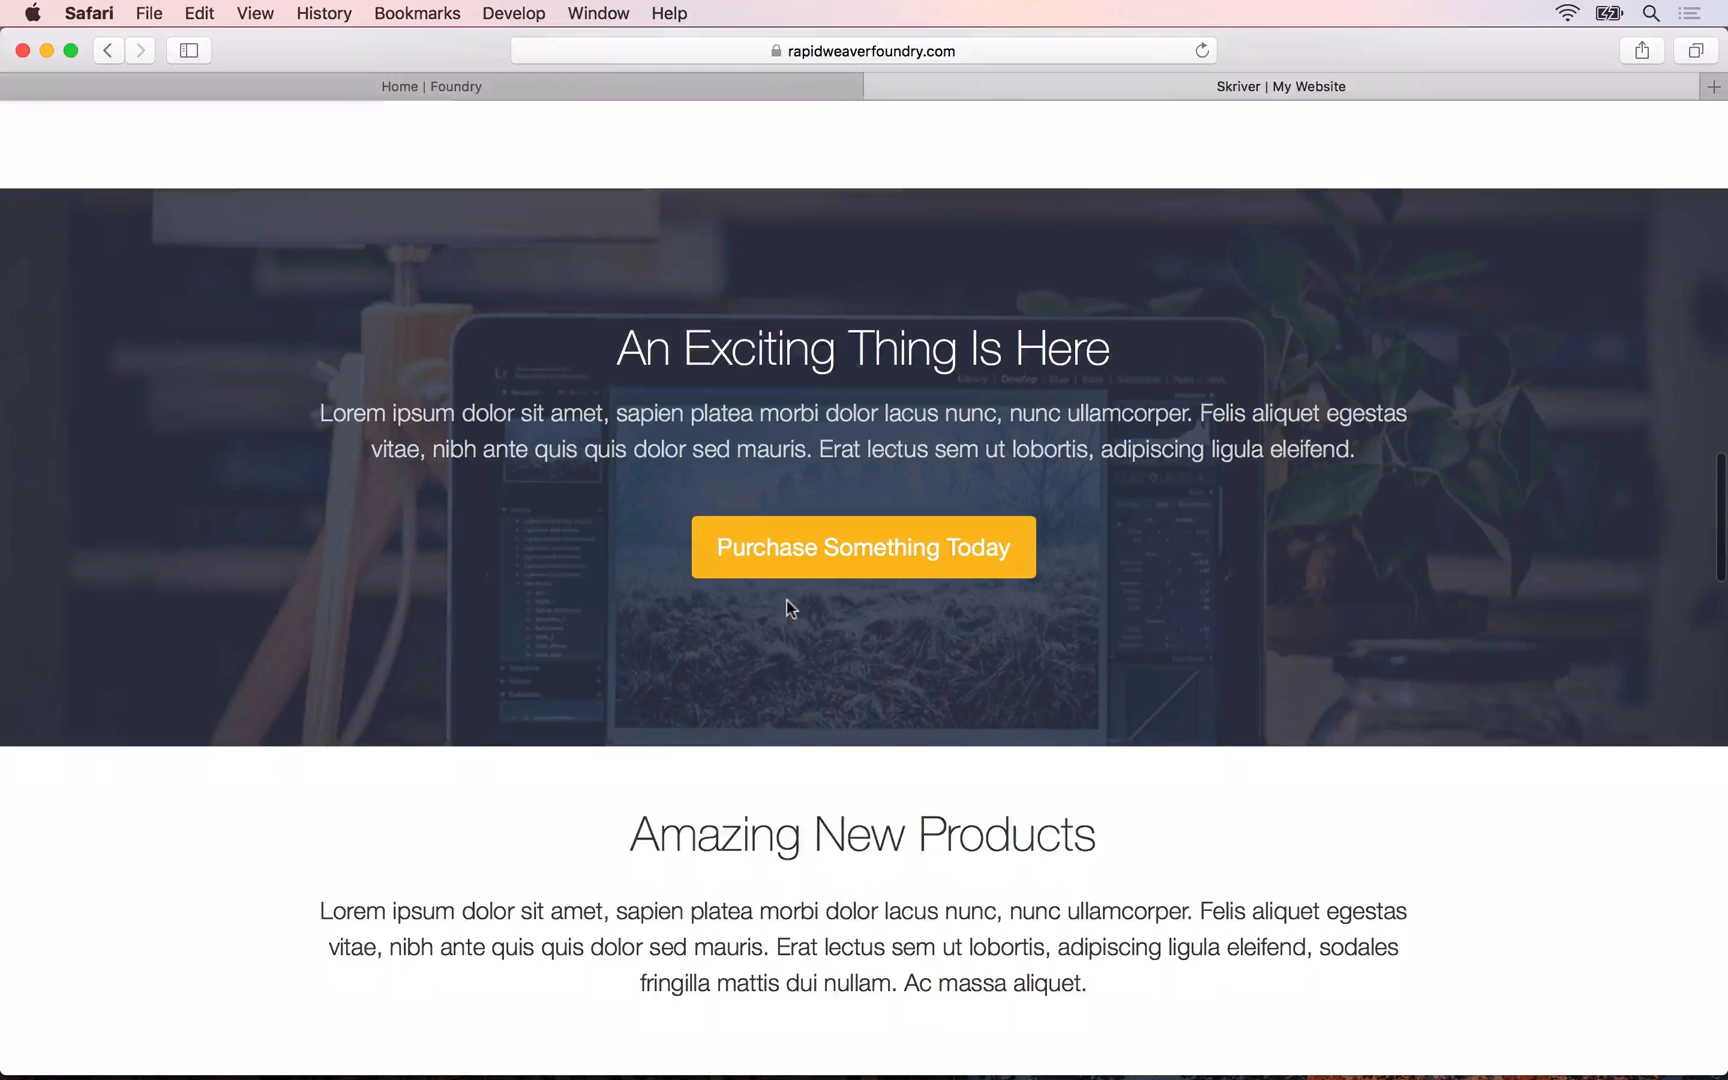 Safari File Edit View History Bookmarks Develop Window Help
rapidweaverfoundry.com
Home | Foundry
Skriver | My Website
An Exciting Thing Is Here
Library | Develop | Map | Book
Lorem ipsum dolor sit amet, sapien platea morbi dolor lacus nunc, nunc ullamcorper. Felis aliquet egestas
vitae, nibh ante quis quis dolor sed mauris. Erat lectus sem ut lobortis, adipiscing ligula eleifend.
Purchase Something Today
Amazing New Products
Lorem ipsum dolor sit amet, sapien platea morbi dolor lacus nunc, nunc ullamcorper. Felis aliquet egestas
vitae, nibh ante quis quis dolor sed mauris. Erat lectus sem ut lobortis, adipiscing ligula eleifend, sodales
fringilla mattis dui nullam. Ac massa aliquet.